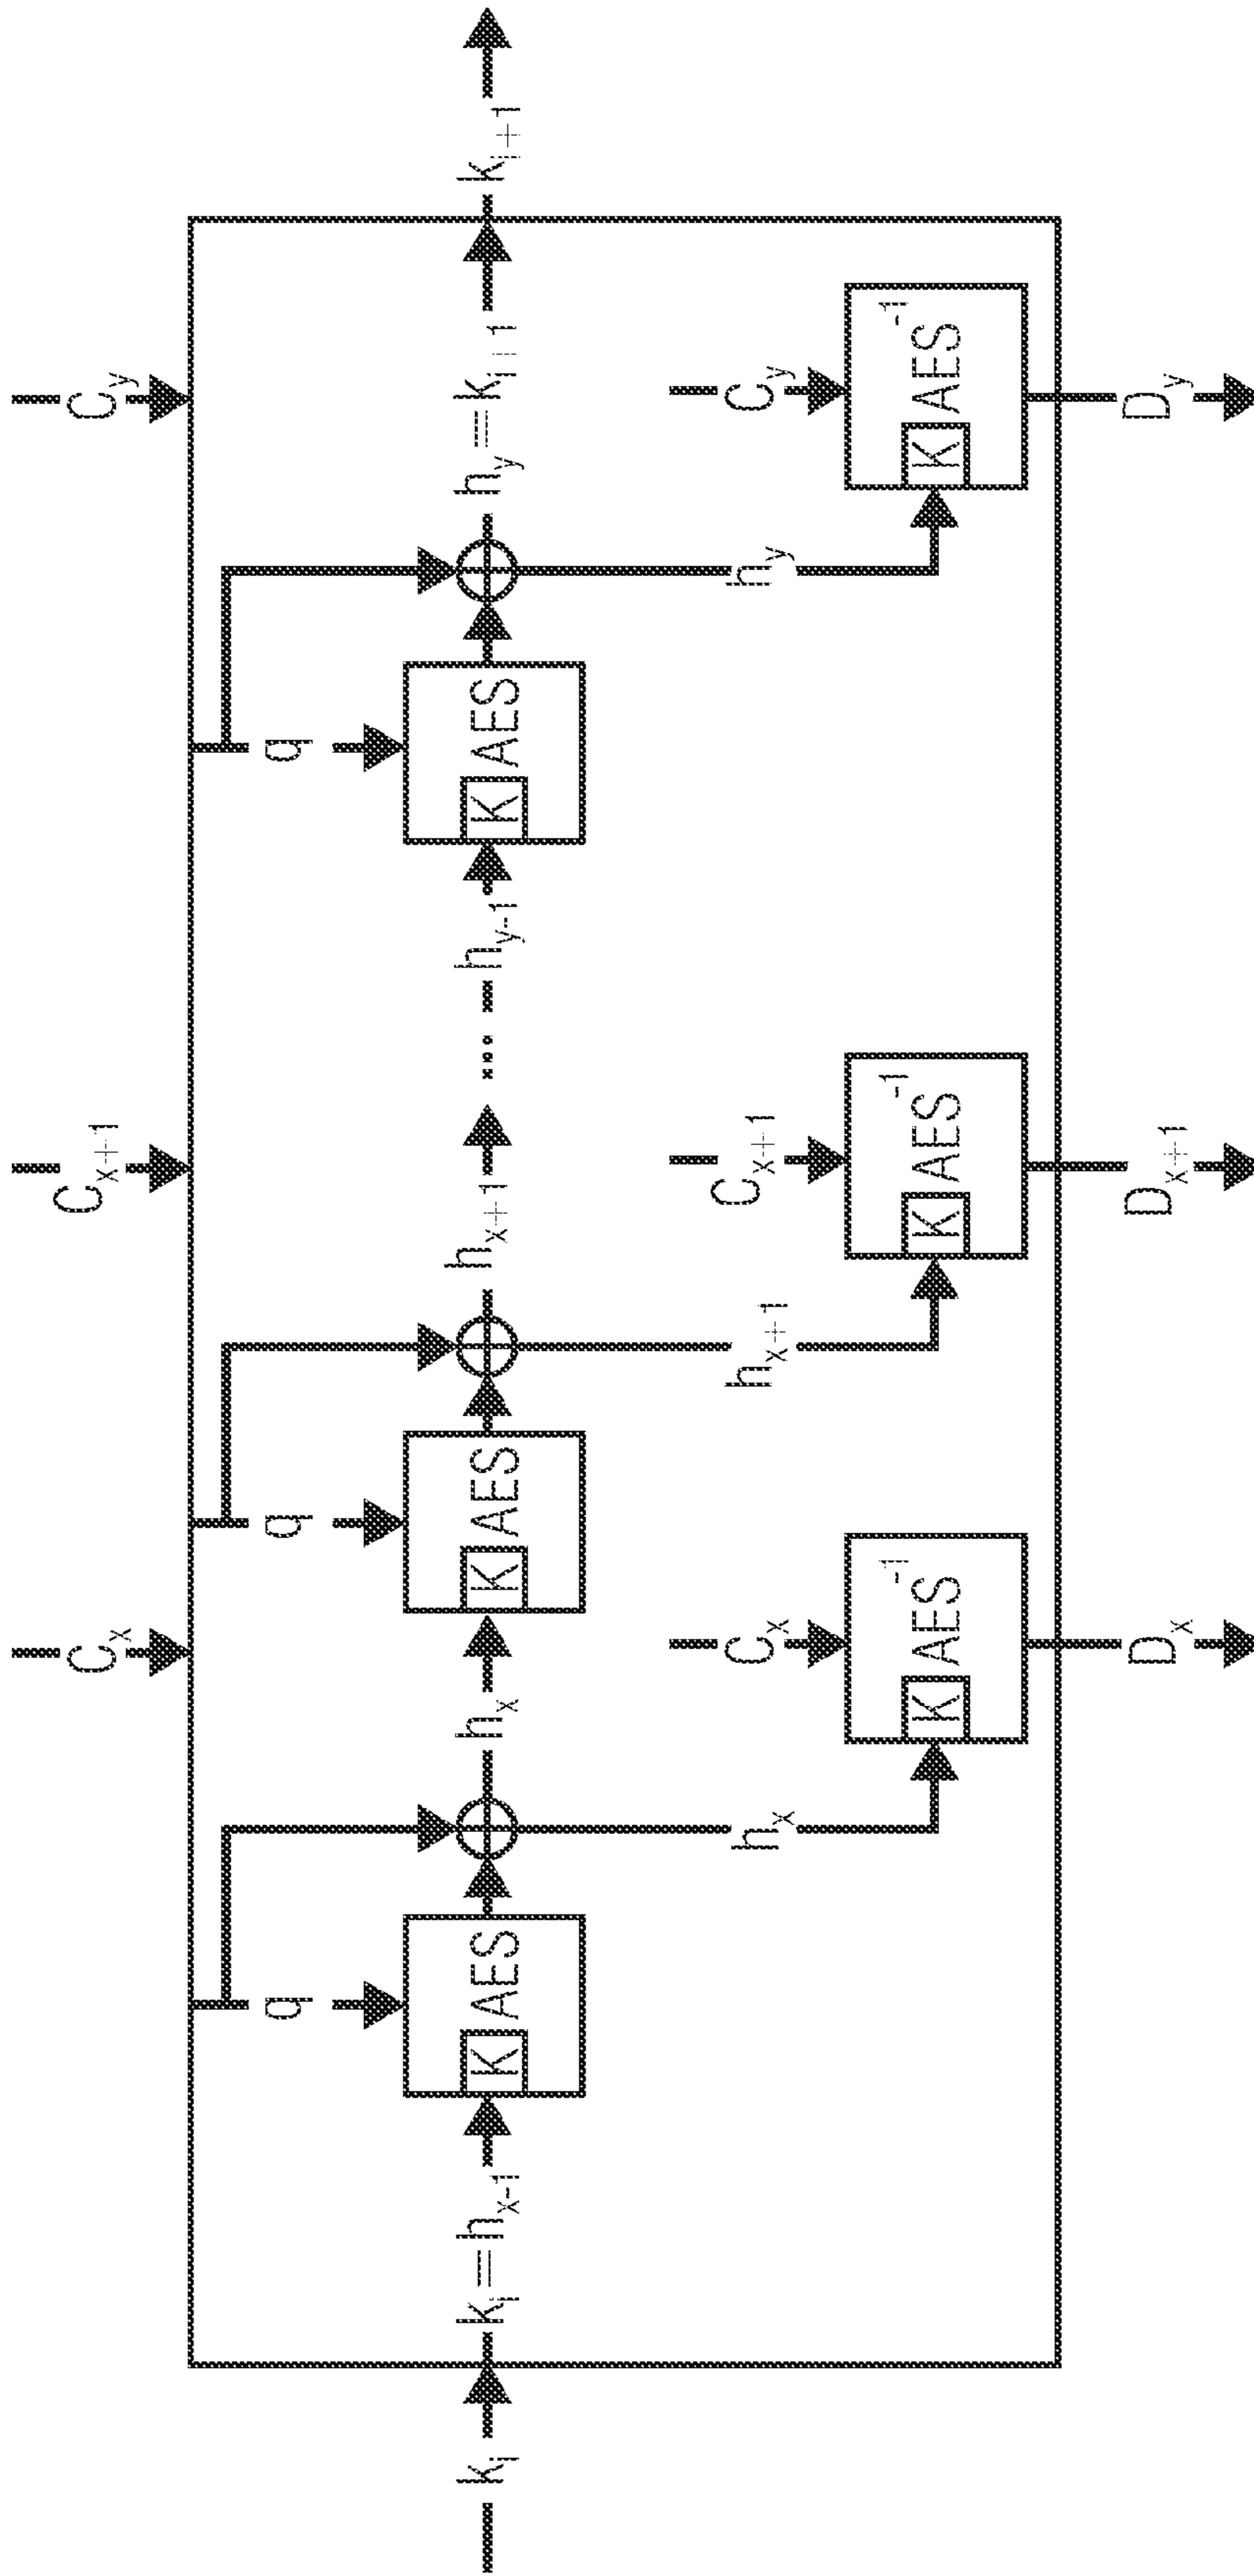 C_x
C_{x+1}
C_y
q
q
q
k_i
k_i=h_{x-1}
K AES
h_x
K AES
h_{x+1}
...
h_{y-1}
K AES
h_y=k_{i+1}
k_{i+1}
h_x
C_x
h_{x+1}
C_{x+1}
h_y
C_y
K AES^{-1}
K AES^{-1}
K AES^{-1}
D_x
D_{x+1}
D_y